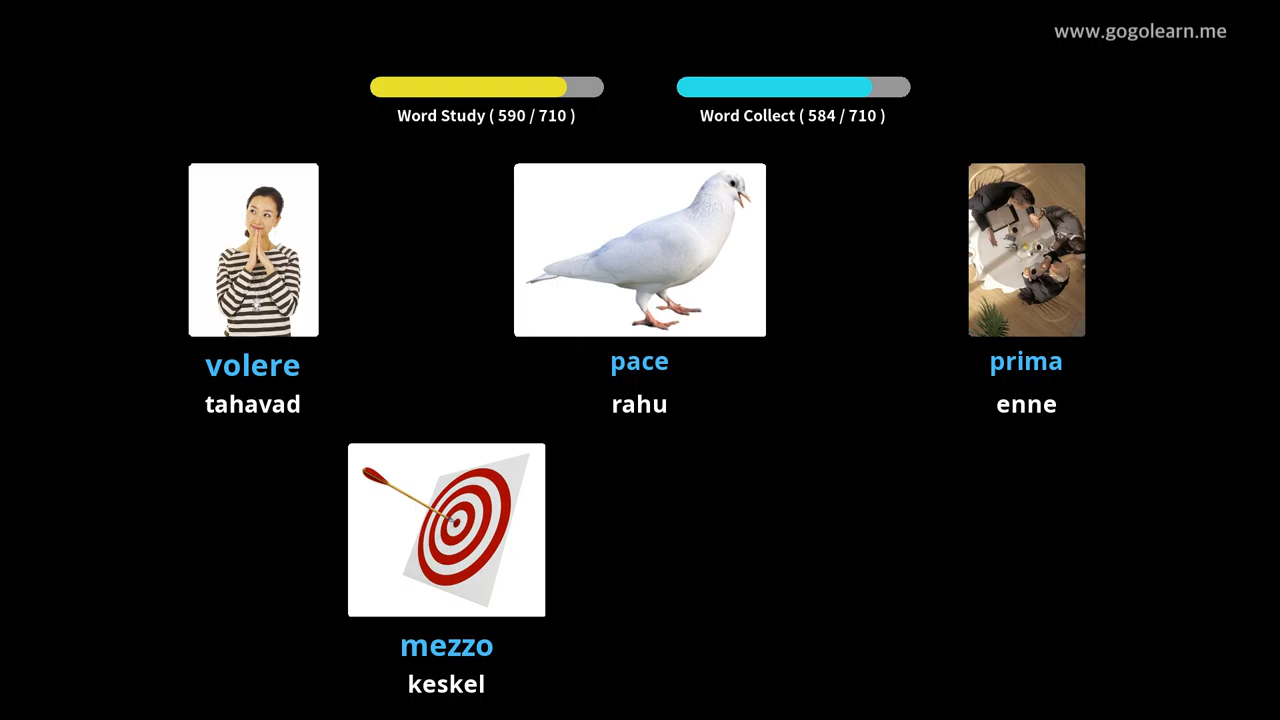 www.gogolearn.me
Word Study ( 590 / 710 )
Word Collect ( 584 / 710 )
volere
tahavad
pace
rahu
prima
enne
mezzo
keskel